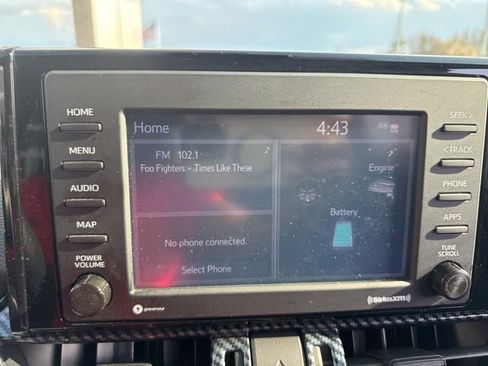 HOME
MENU
AUDIO
MAP
POWER
VOLUME
Home
4:43
FM 102.1
Foo Fighters – Times Like These
No phone connected.
Select Phone
Engine
Battery
SEEK >
< TRACK
PHONE
APPS
TUNE
SCROLL
gracenote
((SiriusXM))